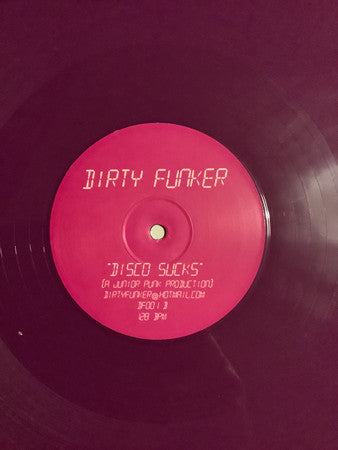 DIRTY FUNKER
"DISCO SUCKS"
(A JUNIOR PUNK PRODUCTION)
DIRTYFUNKER@HOTMAIL.COM
DF001 B
128 BPM